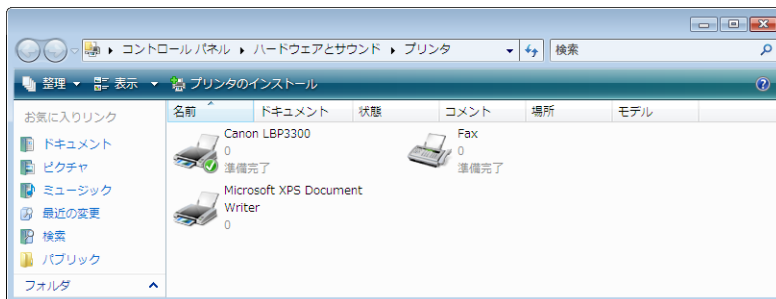 コントロール パネル ハードウェアとサウンド プリンタ 検索
整理 表示 プリンタのインストール
お気に入りリンク
ドキュメント
ピクチャ
ミュージック
最近の変更
検索
パブリック
フォルダ
名前 ドキュメント 状態 コメント 場所 モデル
Canon LBP3300
0
準備完了
Fax
0
準備完了
Microsoft XPS Document
Writer
0